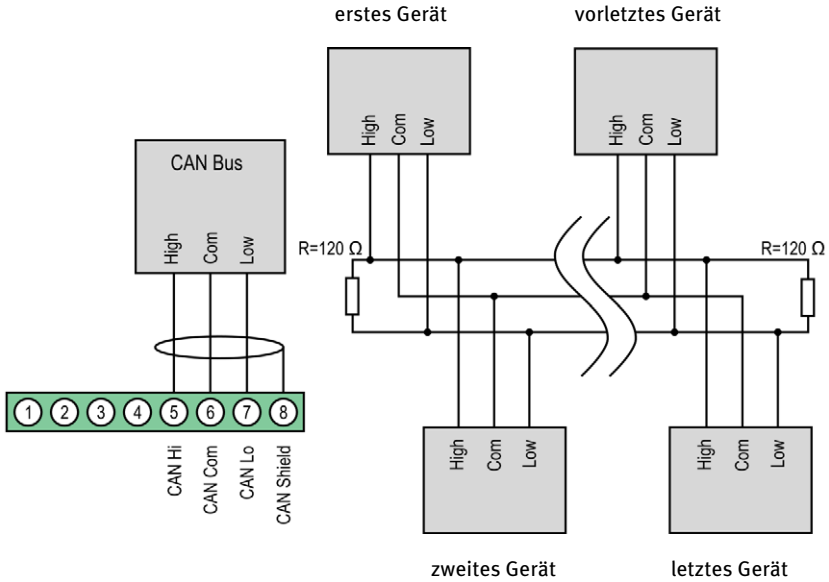 erstes Gerät
vorletztes Gerät
High
Com
Low
High
Com
Low
CAN Bus
High
Com
Low
R=120 Ω
R=120 Ω
1 2 3 4 5 6 7 8
CAN Hi
CAN Com
CAN Lo
CAN Shield
High
Com
Low
High
Com
Low
zweites Gerät
letztes Gerät